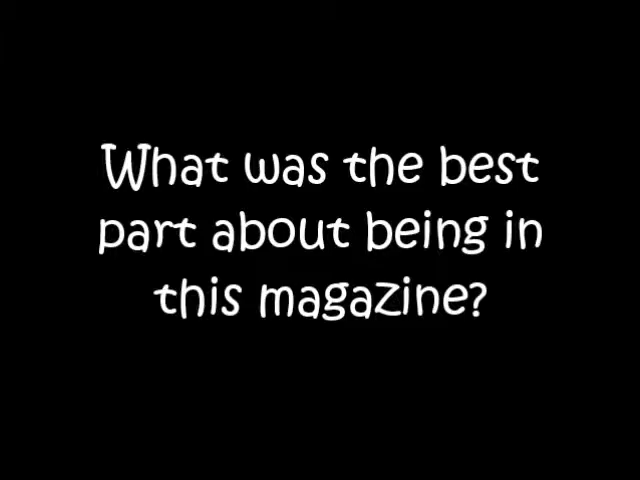 What was the best
part about being in
this magazine?